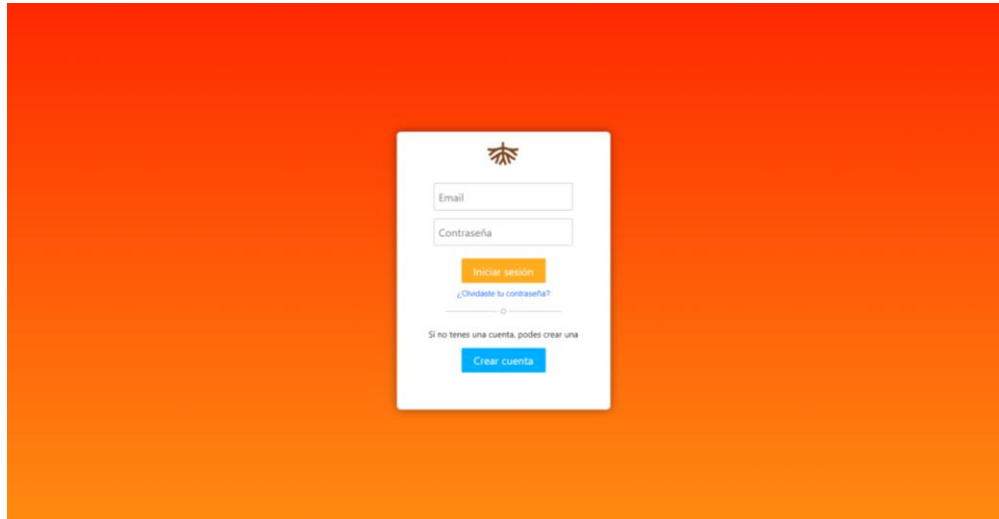 Email
Contraseña
Iniciar sesión
¿Olvidaste tu contraseña?
O
Si no tenes una cuenta, podes crear una
Crear cuenta